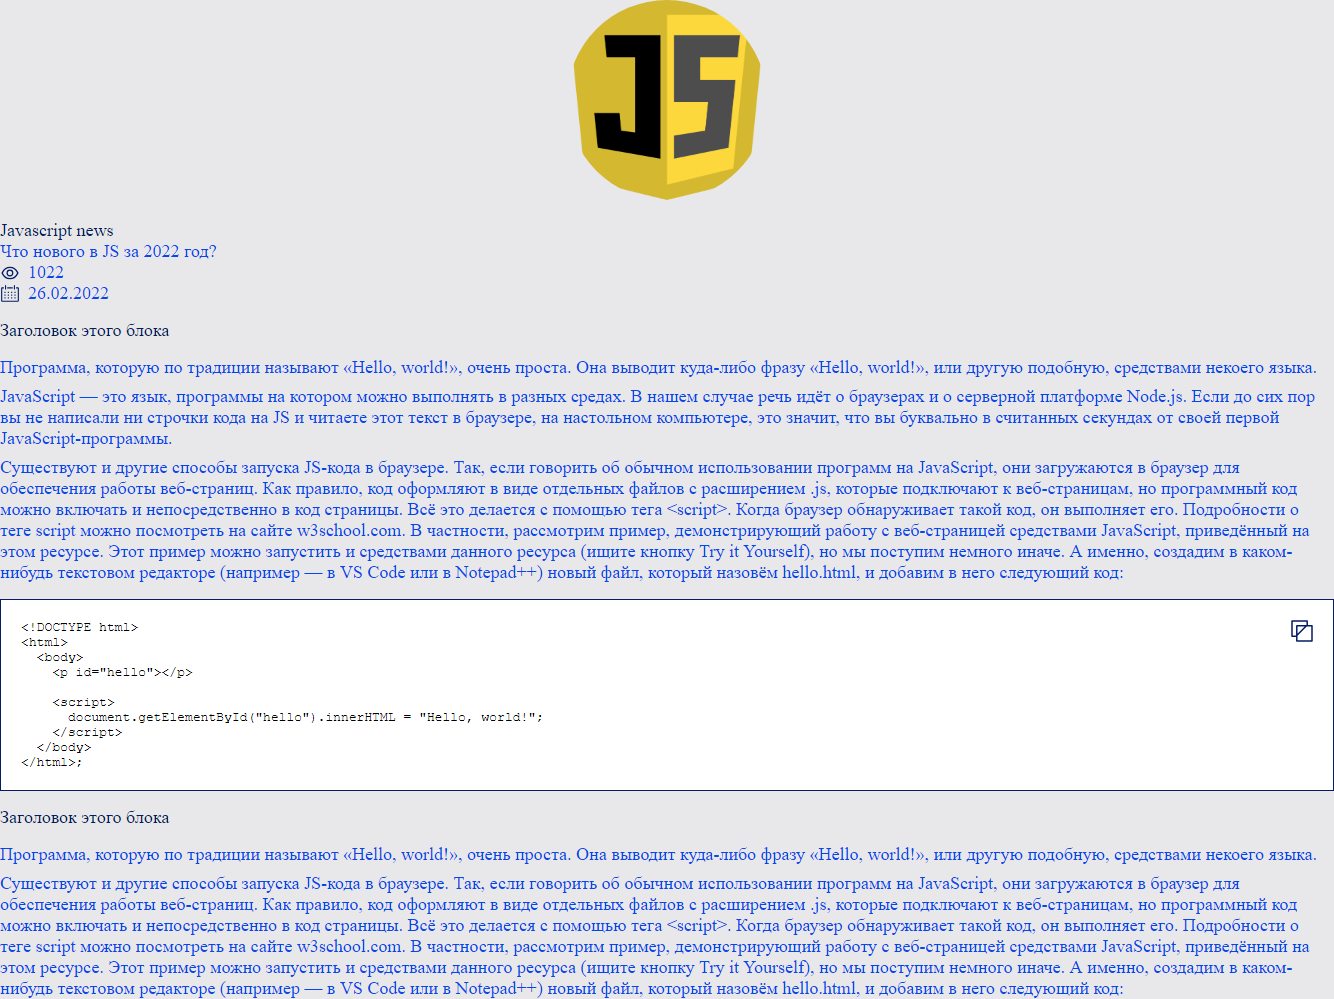 JS
Javascript news
Что нового в JS за 2022 год?
1022
26.02.2022
Заголовок этого блока
Программа, которую по традиции называют «Hello, world!», очень проста. Она выводит куда-либо фразу «Hello, world!», или другую подобную, средствами некоего языка.
JavaScript — это язык, программы на котором можно выполнять в разных средах. В нашем случае речь идёт о браузерах и о серверной платформе Node.js. Если до сих пор
вы не написали ни строчки кода на JS и читаете этот текст в браузере, на настольном компьютере, это значит, что вы буквально в считанных секундах от своей первой
JavaScript-программы.
Существуют и другие способы запуска JS-кода в браузере. Так, если говорить об обычном использовании программ на JavaScript, они загружаются в браузер для
обеспечения работы веб-страниц. Как правило, код оформляют в виде отдельных файлов с расширением .js, которые подключают к веб-страницам, но программный код
можно включать и непосредственно в код страницы. Всё это делается с помощью тега <script>. Когда браузер обнаруживает такой код, он выполняет его. Подробности о
теге script можно посмотреть на сайте w3school.com. В частности, рассмотрим пример, демонстрирующий работу с веб-страницей средствами JavaScript, приведённый на
этом ресурсе. Этот пример можно запустить и средствами данного ресурса (ищите кнопку Try it Yourself), но мы поступим немного иначе. А именно, создадим в каком-
нибудь текстовом редакторе (например — в VS Code или в Notepad++) новый файл, который назовём hello.html, и добавим в него следующий код:
<!DOCTYPE html>
<html>
  <body>
    <p id="hello"></p>
    <script>
      document.getElementById("hello").innerHTML = "Hello, world!";
    </script>
  </body>
</html>;
Заголовок этого блока
Программа, которую по традиции называют «Hello, world!», очень проста. Она выводит куда-либо фразу «Hello, world!», или другую подобную, средствами некоего языка.
Существуют и другие способы запуска JS-кода в браузере. Так, если говорить об обычном использовании программ на JavaScript, они загружаются в браузер для
обеспечения работы веб-страниц. Как правило, код оформляют в виде отдельных файлов с расширением .js, которые подключают к веб-страницам, но программный код
можно включать и непосредственно в код страницы. Всё это делается с помощью тега <script>. Когда браузер обнаруживает такой код, он выполняет его. Подробности о
теге script можно посмотреть на сайте w3school.com. В частности, рассмотрим пример, демонстрирующий работу с веб-страницей средствами JavaScript, приведённый на
этом ресурсе. Этот пример можно запустить и средствами данного ресурса (ищите кнопку Try it Yourself), но мы поступим немного иначе. А именно, создадим в каком-
нибудь текстовом редакторе (например — в VS Code или в Notepad++) новый файл, который назовём hello.html, и добавим в него следующий код: